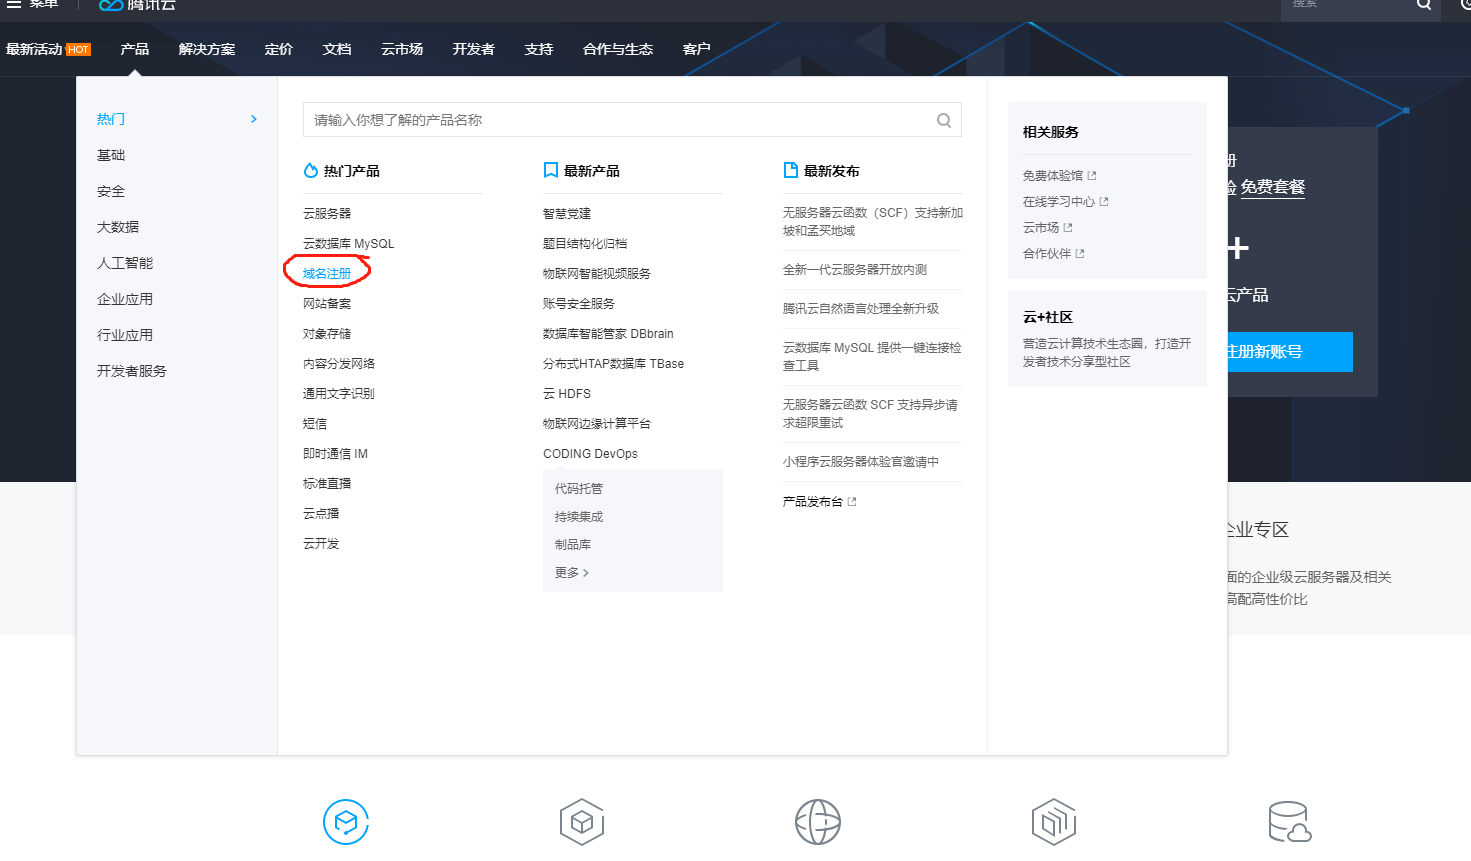 菜单
腾讯云
搜索
最新活动 HOT
产品
解决方案
定价
文档
云市场
开发者
支持
合作与生态
客户
热门
基础
安全
大数据
人工智能
企业应用
行业应用
开发者服务
请输入你想了解的产品名称
热门产品
云服务器
云数据库 MySQL
域名注册
网站备案
对象存储
内容分发网络
通用文字识别
短信
即时通信 IM
标准直播
云点播
云开发
最新产品
智慧党建
题目结构化归档
物联网智能视频服务
账号安全服务
数据库智能管家 DBbrain
分布式HTAP数据库 TBase
云 HDFS
物联网边缘计算平台
CODING DevOps
代码托管
持续集成
制品库
更多 >
最新发布
无服务器云函数（SCF）支持新加
坡和孟买地域
全新一代云服务器开放内测
腾讯云自然语言处理全新升级
云数据库 MySQL 提供一键连接检
查工具
无服务器云函数 SCF 支持异步请
求超限重试
小程序云服务器体验官邀请中
产品发布台
相关服务
免费体验馆
在线学习中心
云市场
合作伙伴
云+社区
营造云计算技术生态圈，打造开
发者技术分享型社区
册
验 免费套餐
+
云产品
注册新账号
企业专区
面的企业级云服务器及相关
高配高性价比